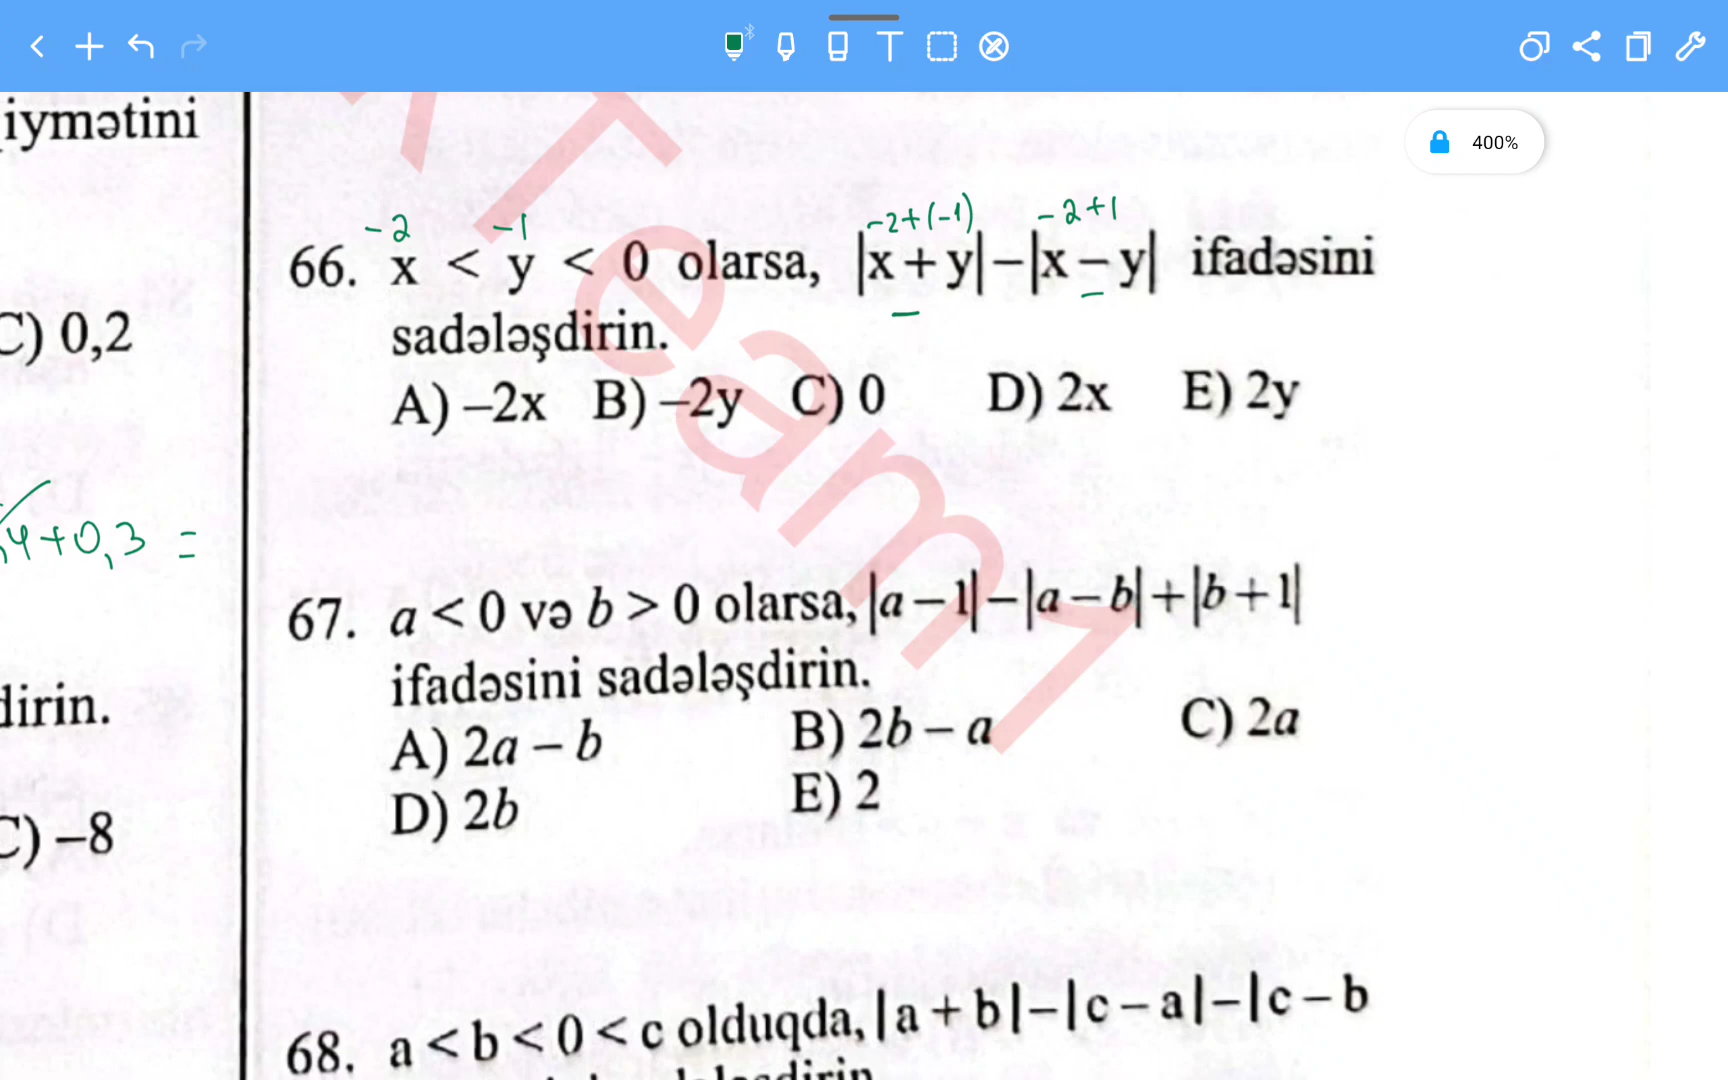 400%
iymətini
C) 0,2
4+0,3 =
dirin.
C) –8
-2 -1 -2+(-1) -2+1
66. x < y < 0 olarsa, |x+y|–|x–y| ifadəsini
sadələşdirin.
A) –2x B) –2y C) 0 D) 2x E) 2y
67. a < 0 və b > 0 olarsa, |a–1|–|a–b|+|b+1|
ifadəsini sadələşdirin.
A) 2a – b B) 2b – a C) 2a
D) 2b E) 2
68. a < b < 0 < c olduqda, |a+b|–|c–a|–|c–b
Team1